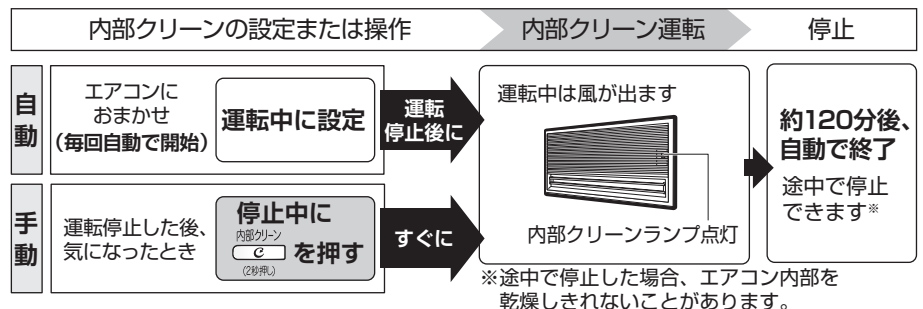 内部クリーンの設定または操作
内部クリーン運転
停止
自動
エアコンに
おまかせ
(毎回自動で開始)
運転中に設定
運転
停止後に
手動
運転停止した後、
気になったとき
停止中に
内部クリーン
C
を押す
(2秒押し)
すぐに
運転中は風が出ます
内部クリーンランプ点灯
※途中で停止した場合、エアコン内部を
乾燥しきれないことがあります。
約120分後、
自動で終了
途中で停止
できます※